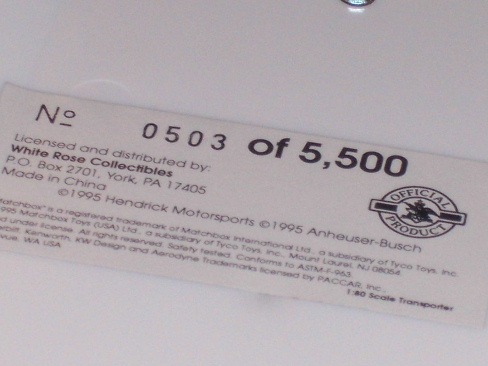 Nº 0503 of 5,500
Licensed and distributed by:
White Rose Collectibles
P.O. Box 2701, York, PA 17405
Made in China
©1995 Hendrick Motorsports ©1995 Anheuser-Busch
OFFICIAL PRODUCT
atchbox" is a registered trademark of Matchbox International Ltd., a subsidiary of Tyco Toys, Inc.
995 Matchbox Toys (USA) Ltd., a subsidiary of Tyco Toys, Inc., Mount Laurel, NJ 08054
d under license. All rights reserved. Safety tested. Conforms to ASTM-F-963.
rbilt, Kenworth, KW Design and Aerodyne Trademarks licensed by PACCAR, Inc.,
vue, WA USA
1:80 Scale Transporter